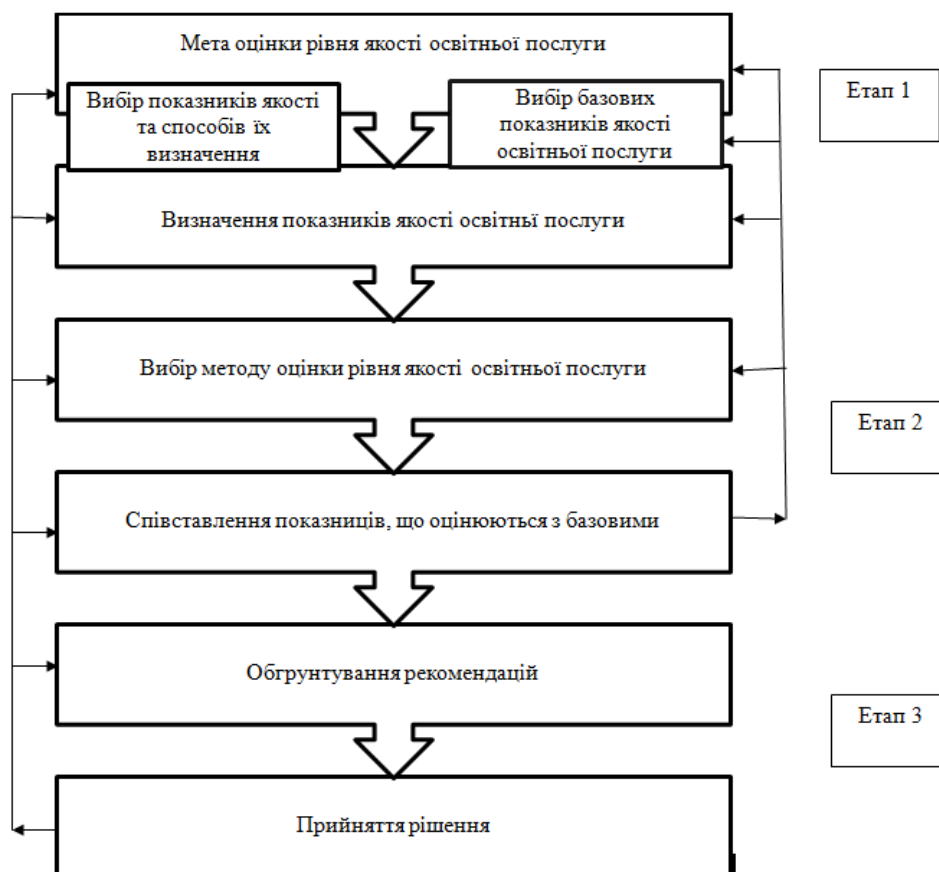 Мета оцінки рівня якості освітньої послуги
Вибір показників якості
та способів їх
визначення
Вибір базових
показників якості
освітньої послуги
Етап 1
Визначення показників якості освітньї послуги
Вибір методу оцінки рівня якості освітньої послуги
Етап 2
Співставлення показниців, що оцінюються з базовими
Обгрунтування рекомендацій
Етап 3
Прийняття рішення